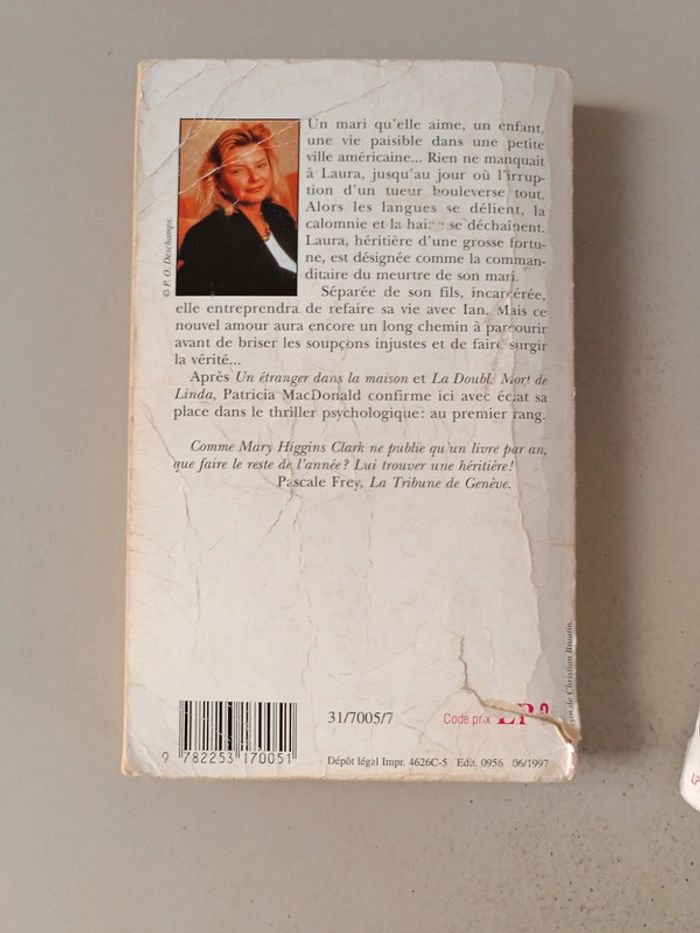 Un mari qu'elle aime, un enfant,
une vie paisible dans une petite
ville américaine... Rien ne manquait
à Laura, jusqu'au jour où l'irrup-
tion d'un tueur bouleverse tout.
Alors les langues se délient, la
calomnie et la haine se déchaînent.
Laura, héritière d'une grosse fortu-
ne, est désignée comme la comman-
ditaire du meurtre de son mari.
Séparée de son fils, incarcérée,
elle entreprendra de refaire sa vie avec Ian. Mais ce
nouvel amour aura encore un long chemin à parcourir
avant de briser les soupçons injustes et de faire surgir
la vérité...
Après Un étranger dans la maison et La Double Mort de
Linda, Patricia MacDonald confirme ici avec éclat sa
place dans le thriller psychologique: au premier rang.
Comme Mary Higgins Clark ne publie qu'un livre par an,
que faire le reste de l'année? Lui trouver une héritière!
Pascale Frey, La Tribune de Genève.
© P. O. Deschamps.
de Christian Broutin.
31/7005/7
Code prix LP 9
9 782253 170051
Dépôt légal Impr. 4626C-5 Edit. 0956 06/1997
LP